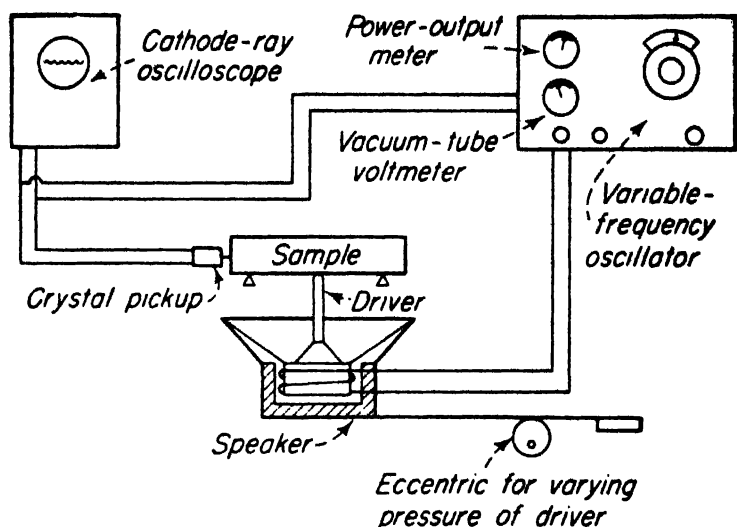 Cathode-ray
oscilloscope
Power-output
meter
Vacuum-tube
voltmeter
Variable-
frequency
oscillator
Sample
Crystal pickup
Driver
Speaker
Eccentric for varying
pressure of driver